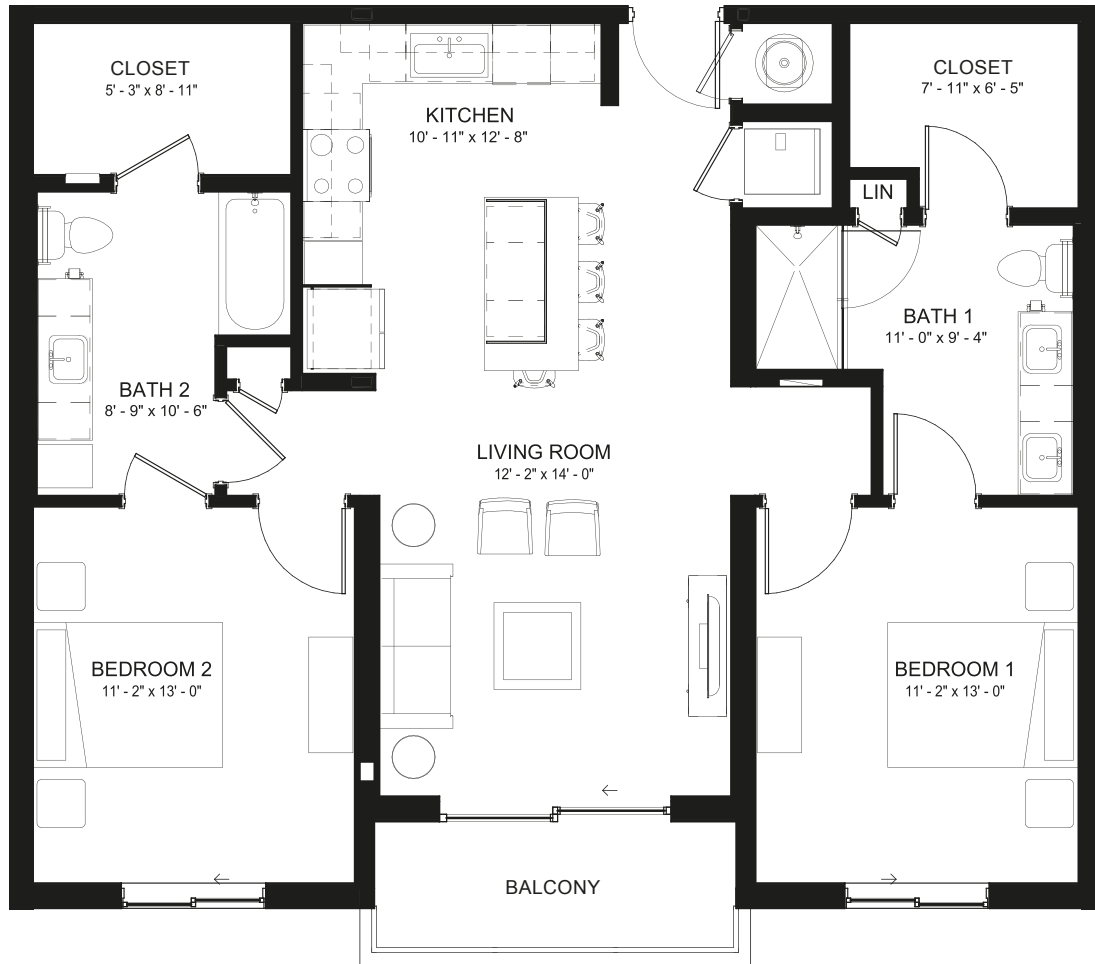 CLOSET
5' - 3" x 8' - 11"
KITCHEN
10' - 11" x 12' - 8"
CLOSET
7' - 11" x 6' - 5"
LIN
BATH 1
11' - 0" x 9' - 4"
BATH 2
8' - 9" x 10' - 6"
LIVING ROOM
12' - 2" x 14' - 0"
BEDROOM 2
11' - 2" x 13' - 0"
BEDROOM 1
11' - 2" x 13' - 0"
BALCONY